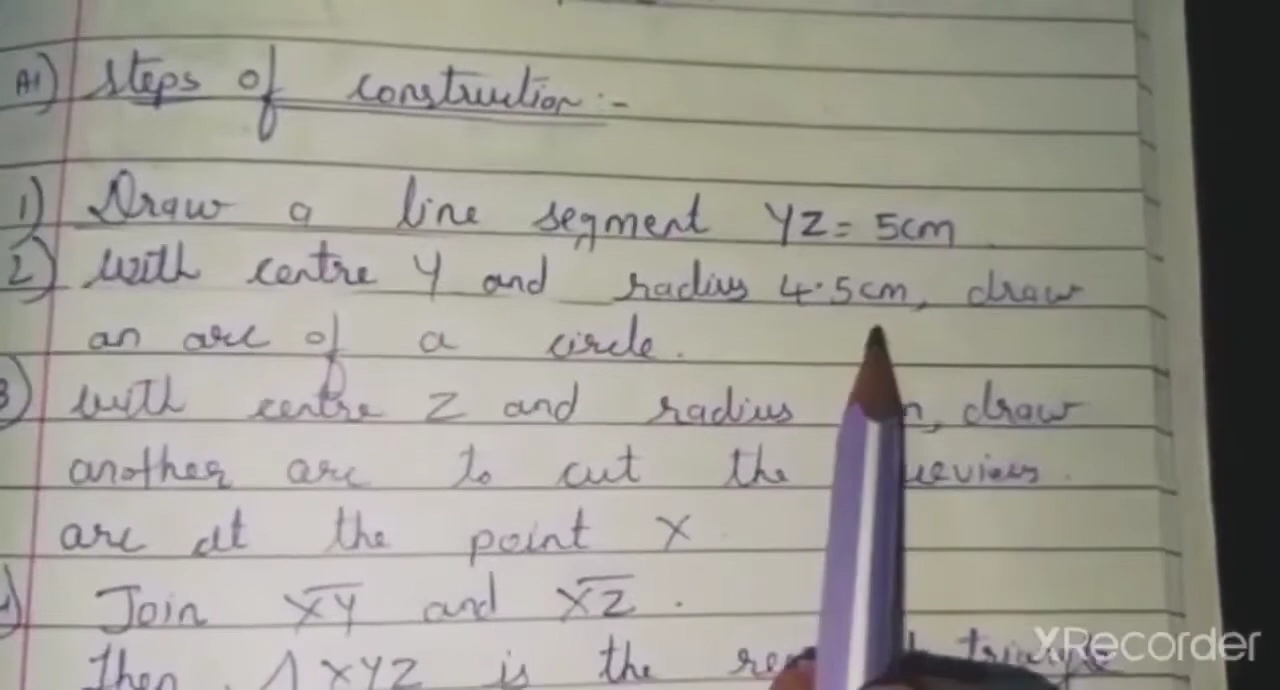 A1) Steps of construction :-
1) Draw a line segment YZ = 5cm
2) with centre Y and radius 4.5cm, draw
an arc of a circle.
3) with centre Z and radius , draw
another arc to cut the
arc at the point X
Join X̅Y̅ and X̅Z̅ .
Then, △XYZ is the
XRecorder